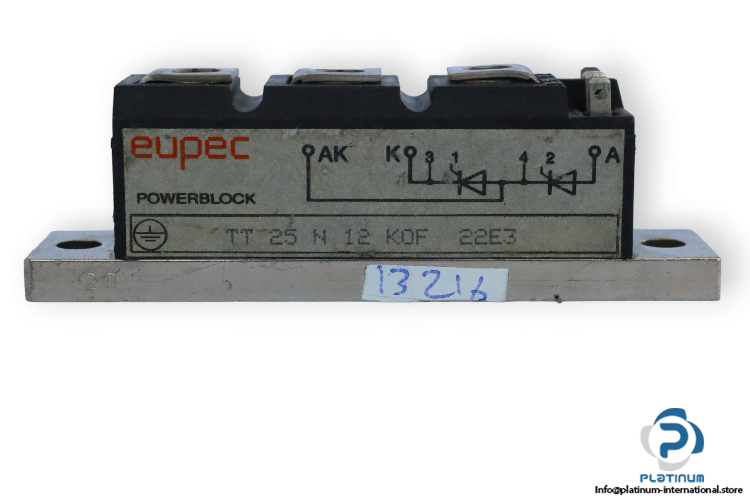 eupec
AK K 3 1 4 2 A
POWERBLOCK
TT 25 N 12 KOF 22E3
13216
PLATINUM
Info@platinum-international.store